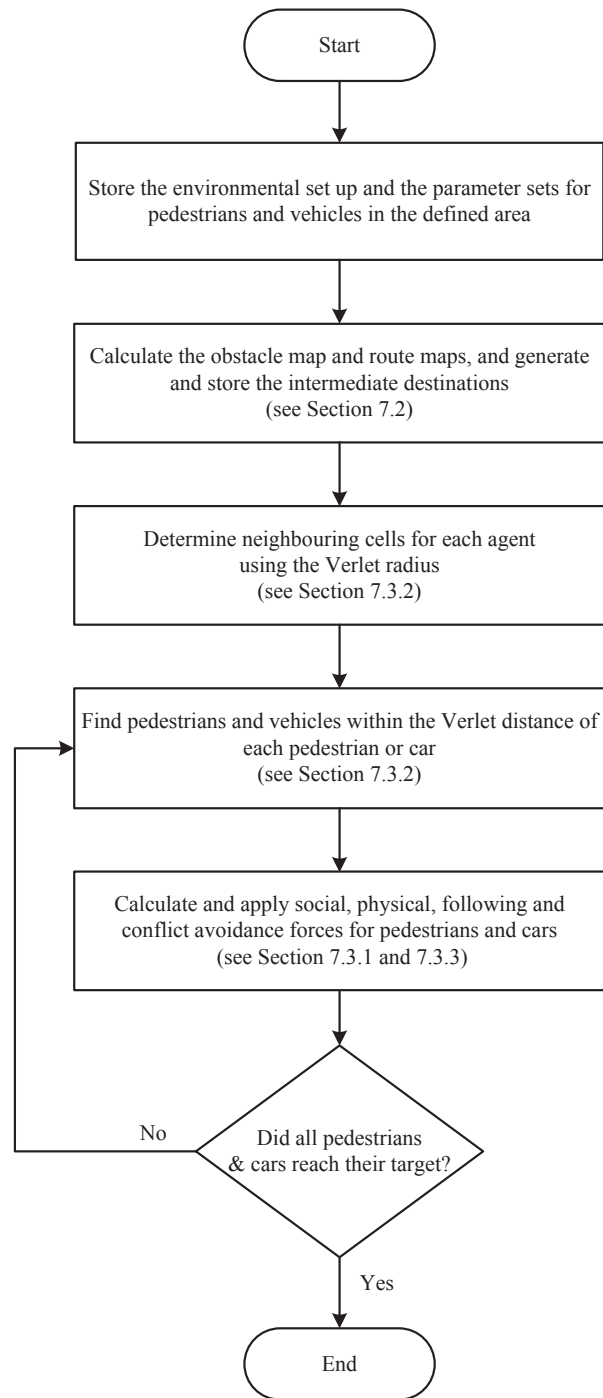 Start
Store the environmental set up and the parameter sets for
pedestrians and vehicles in the defined area
Calculate the obstacle map and route maps, and generate
and store the intermediate destinations
(see Section 7.2)
Determine neighbouring cells for each agent
using the Verlet radius
(see Section 7.3.2)
Find pedestrians and vehicles within the Verlet distance of
each pedestrian or car
(see Section 7.3.2)
Calculate and apply social, physical, following and
conflict avoidance forces for pedestrians and cars
(see Section 7.3.1 and 7.3.3)
No
Did all pedestrians
& cars reach their target?
Yes
End